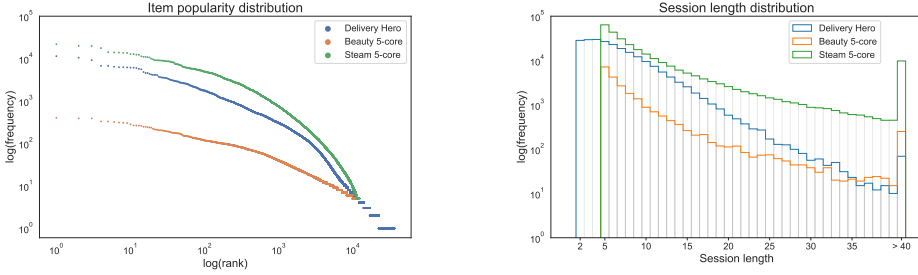 Item popularity distribution
10^5
10^4
10^3
10^2
10^1
10^0
log(frequency)
10^0
10^1
10^2
10^3
10^4
log(rank)
Delivery Hero
Beauty 5-core
Steam 5-core
Session length distribution
10^5
10^4
10^3
10^2
10^1
10^0
log(frequency)
2
5
10
15
20
25
30
35
> 40
Session length
Delivery Hero
Beauty 5-core
Steam 5-core